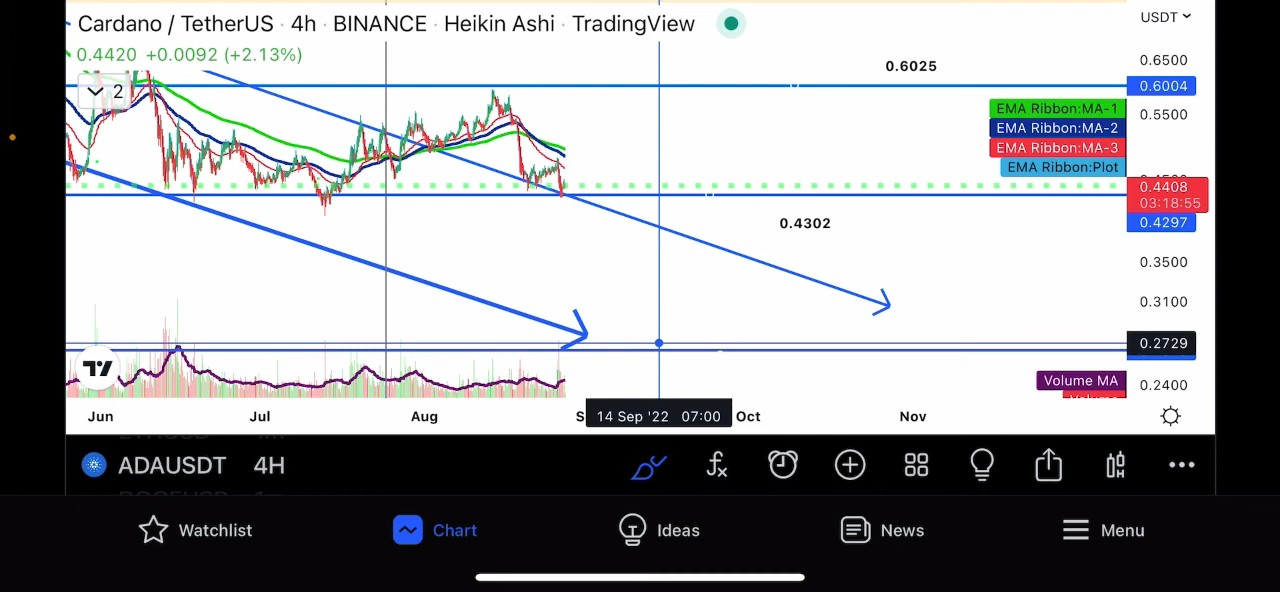 Cardano / TetherUS · 4h · BINANCE · Heikin Ashi · TradingView
USDT
0.4420 +0.0092 (+2.13%)
0.6500
0.6025
0.6004
2
EMA Ribbon:MA-1
0.5500
EMA Ribbon:MA-2
EMA Ribbon:MA-3
EMA Ribbon:Plot
0.4408
03:18:55
0.4302
0.4297
0.3500
0.3100
0.2729
Volume MA
0.2400
Jun Jul Aug 14 Sep '22 07:00 Oct Nov
ADAUSDT 4H
Watchlist Chart Ideas News Menu